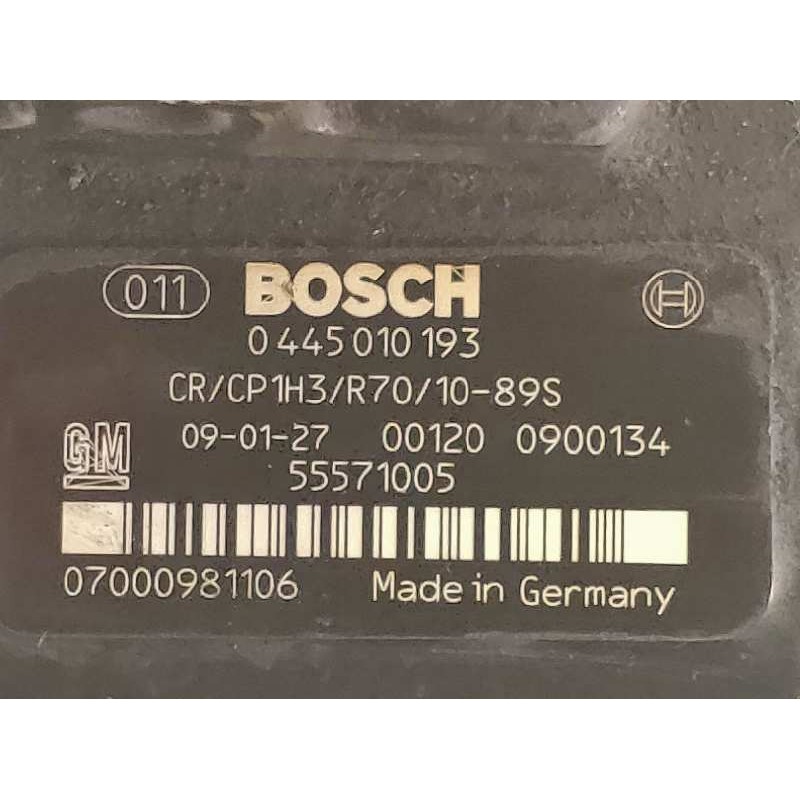 011 BOSCH
0 445 010 193
CR/CP1H3/R70/10-89S
GM 09-01-27 00120 0900134
55571005
07000981106 Made in Germany